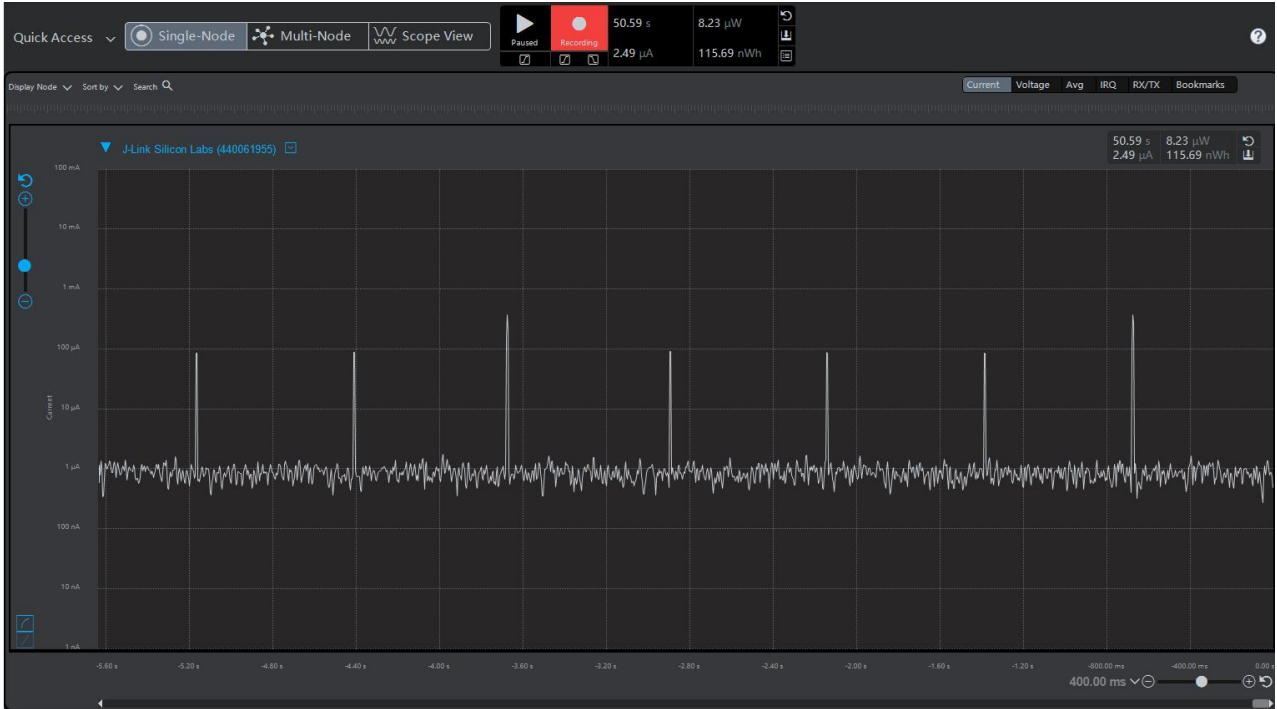 Quick Access Single-Node Multi-Node Scope View
Paused Recording
50.59 s 8.23 µW
2.49 µA 115.69 nWh
Display Node Sort by Search
Current Voltage Avg IRQ RX/TX Bookmarks
J-Link Silicon Labs (440061955)
50.59 s 8.23 µW
2.49 µA 115.69 nWh
100 mA
10 mA
1 mA
100 µA
10 µA
Current
1 µA
100 nA
10 nA
1 nA
-5.60 s -5.20 s -4.80 s -4.40 s -4.00 s -3.60 s -3.20 s -2.80 s -2.40 s -2.00 s -1.60 s -1.20 s -800.00 ms -400.00 ms 0.00 s
400.00 ms